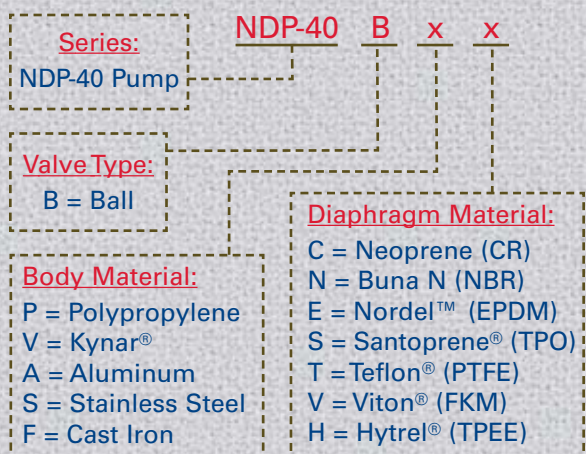 NDP-40 B x x
Series:
NDP-40 Pump
Valve Type:
B = Ball
Body Material:
P = Polypropylene
V = Kynar®
A = Aluminum
S = Stainless Steel
F = Cast Iron
Diaphragm Material:
C = Neoprene (CR)
N = Buna N (NBR)
E = Nordel™ (EPDM)
S = Santoprene® (TPO)
T = Teflon® (PTFE)
V = Viton® (FKM)
H = Hytrel® (TPEE)